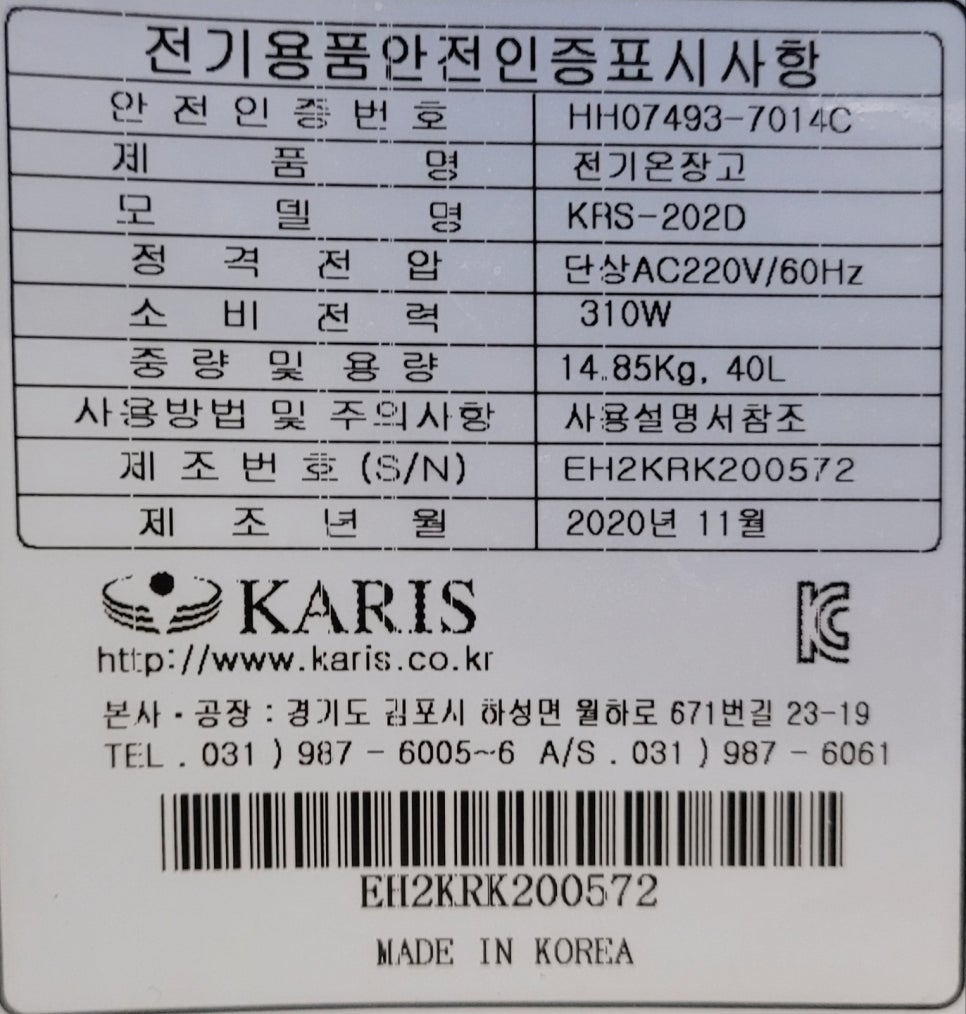 전기용품안전인증표시사항
안전인증번호 HH07493-7014C
제품명 전기온장고
모델명 KRS-202D
정격전압 단상AC220V/60Hz
소비전력 310W
중량 및 용량 14.85Kg, 40L
사용방법 및 주의사항 사용설명서참조
제조번호(S/N) EH2KRK200572
제조년월 2020년 11월
KARIS
KC
http://www.karis.co.kr
본사·공장 : 경기도 김포시 하성면 월하로 671번길 23-19
TEL . 031 ) 987 - 6005~6 A/S . 031 ) 987 - 6061
EH2KRK200572
MADE IN KOREA